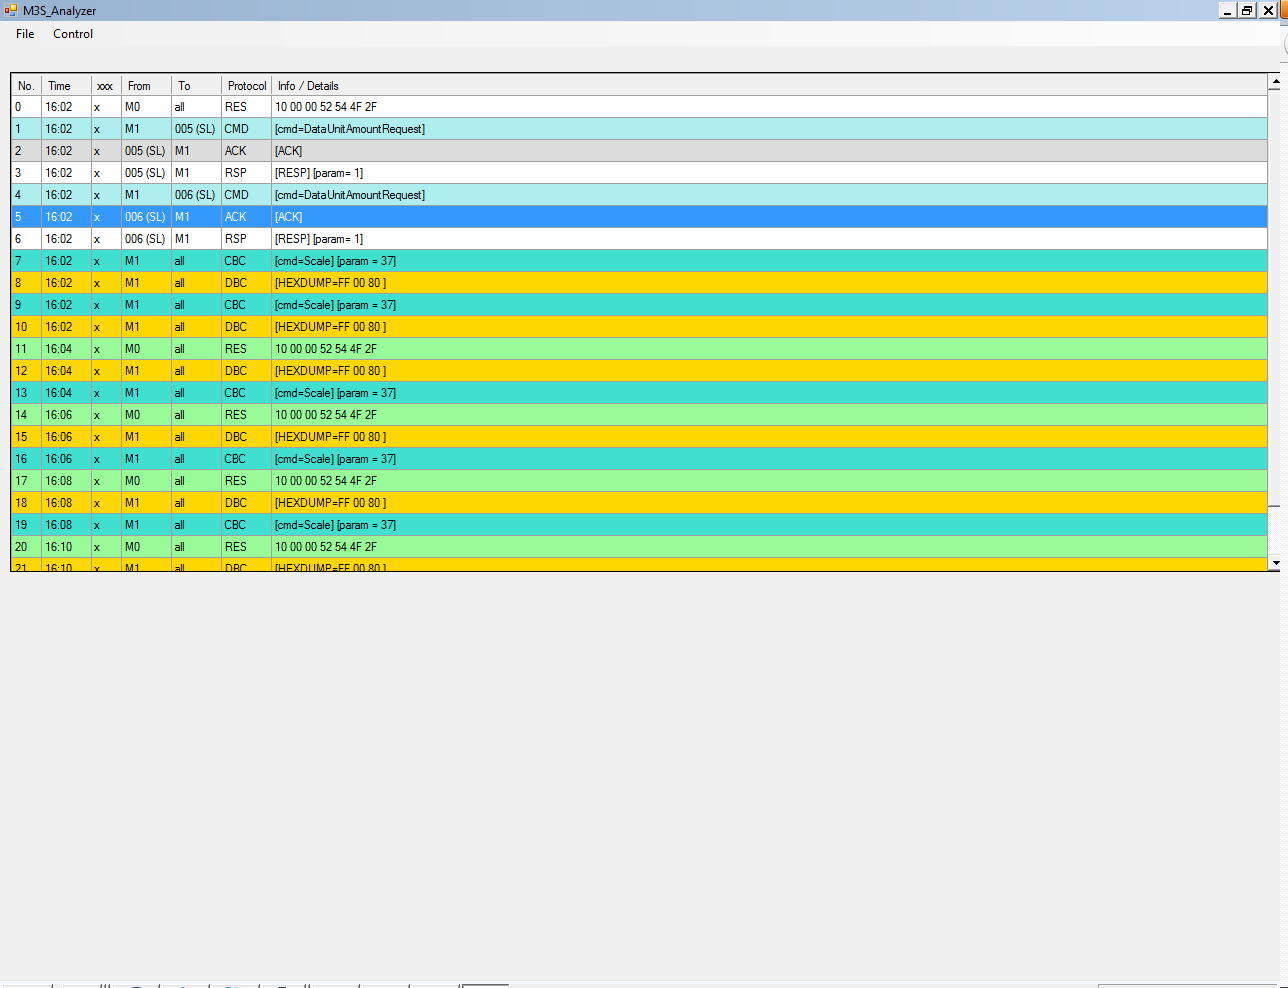 M3S_Analyzer
File Control
No. Time xxx From To Protocol Info / Details
0 16:02 x M0 all RES 10 00 00 52 54 4F 2F
1 16:02 x M1 005 (SL) CMD [cmd=DataUnitAmountRequest]
2 16:02 x 005 (SL) M1 ACK [ACK]
3 16:02 x 005 (SL) M1 RSP [RESP] [param= 1]
4 16:02 x M1 006 (SL) CMD [cmd=DataUnitAmountRequest]
5 16:02 x 006 (SL) M1 ACK [ACK]
6 16:02 x 006 (SL) M1 RSP [RESP] [param= 1]
7 16:02 x M1 all CBC [cmd=Scale] [param = 37]
8 16:02 x M1 all DBC [HEXDUMP=FF 00 80 ]
9 16:02 x M1 all CBC [cmd=Scale] [param = 37]
10 16:02 x M1 all DBC [HEXDUMP=FF 00 80 ]
11 16:04 x M0 all RES 10 00 00 52 54 4F 2F
12 16:04 x M1 all DBC [HEXDUMP=FF 00 80 ]
13 16:04 x M1 all CBC [cmd=Scale] [param = 37]
14 16:06 x M0 all RES 10 00 00 52 54 4F 2F
15 16:06 x M1 all DBC [HEXDUMP=FF 00 80 ]
16 16:06 x M1 all CBC [cmd=Scale] [param = 37]
17 16:08 x M0 all RES 10 00 00 52 54 4F 2F
18 16:08 x M1 all DBC [HEXDUMP=FF 00 80 ]
19 16:08 x M1 all CBC [cmd=Scale] [param = 37]
20 16:10 x M0 all RES 10 00 00 52 54 4F 2F
21 16:10 x M1 all DBC [HEXDUMP=FF 00 80 ]